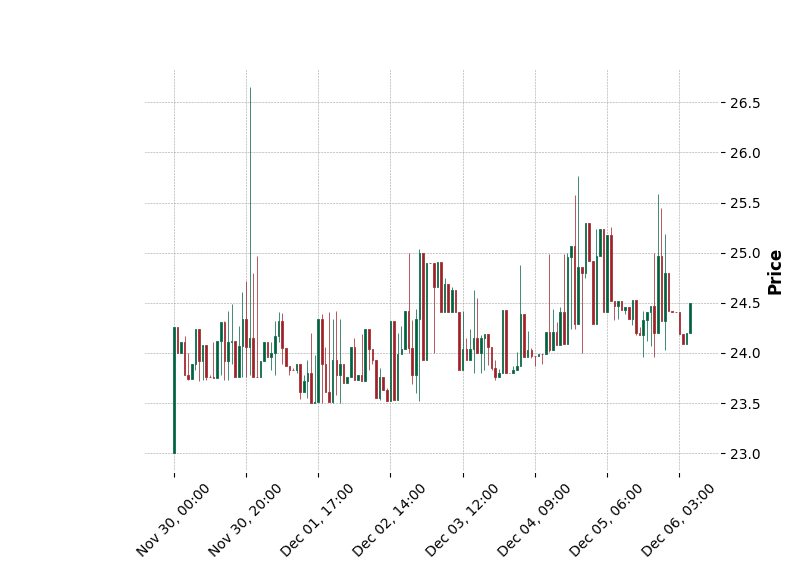 26.5
26.0
25.5
25.0
24.5
24.0
23.5
23.0
Price
Nov 30, 00:00
Nov 30, 20:00
Dec 01, 17:00
Dec 02, 14:00
Dec 03, 12:00
Dec 04, 09:00
Dec 05, 06:00
Dec 06, 03:00